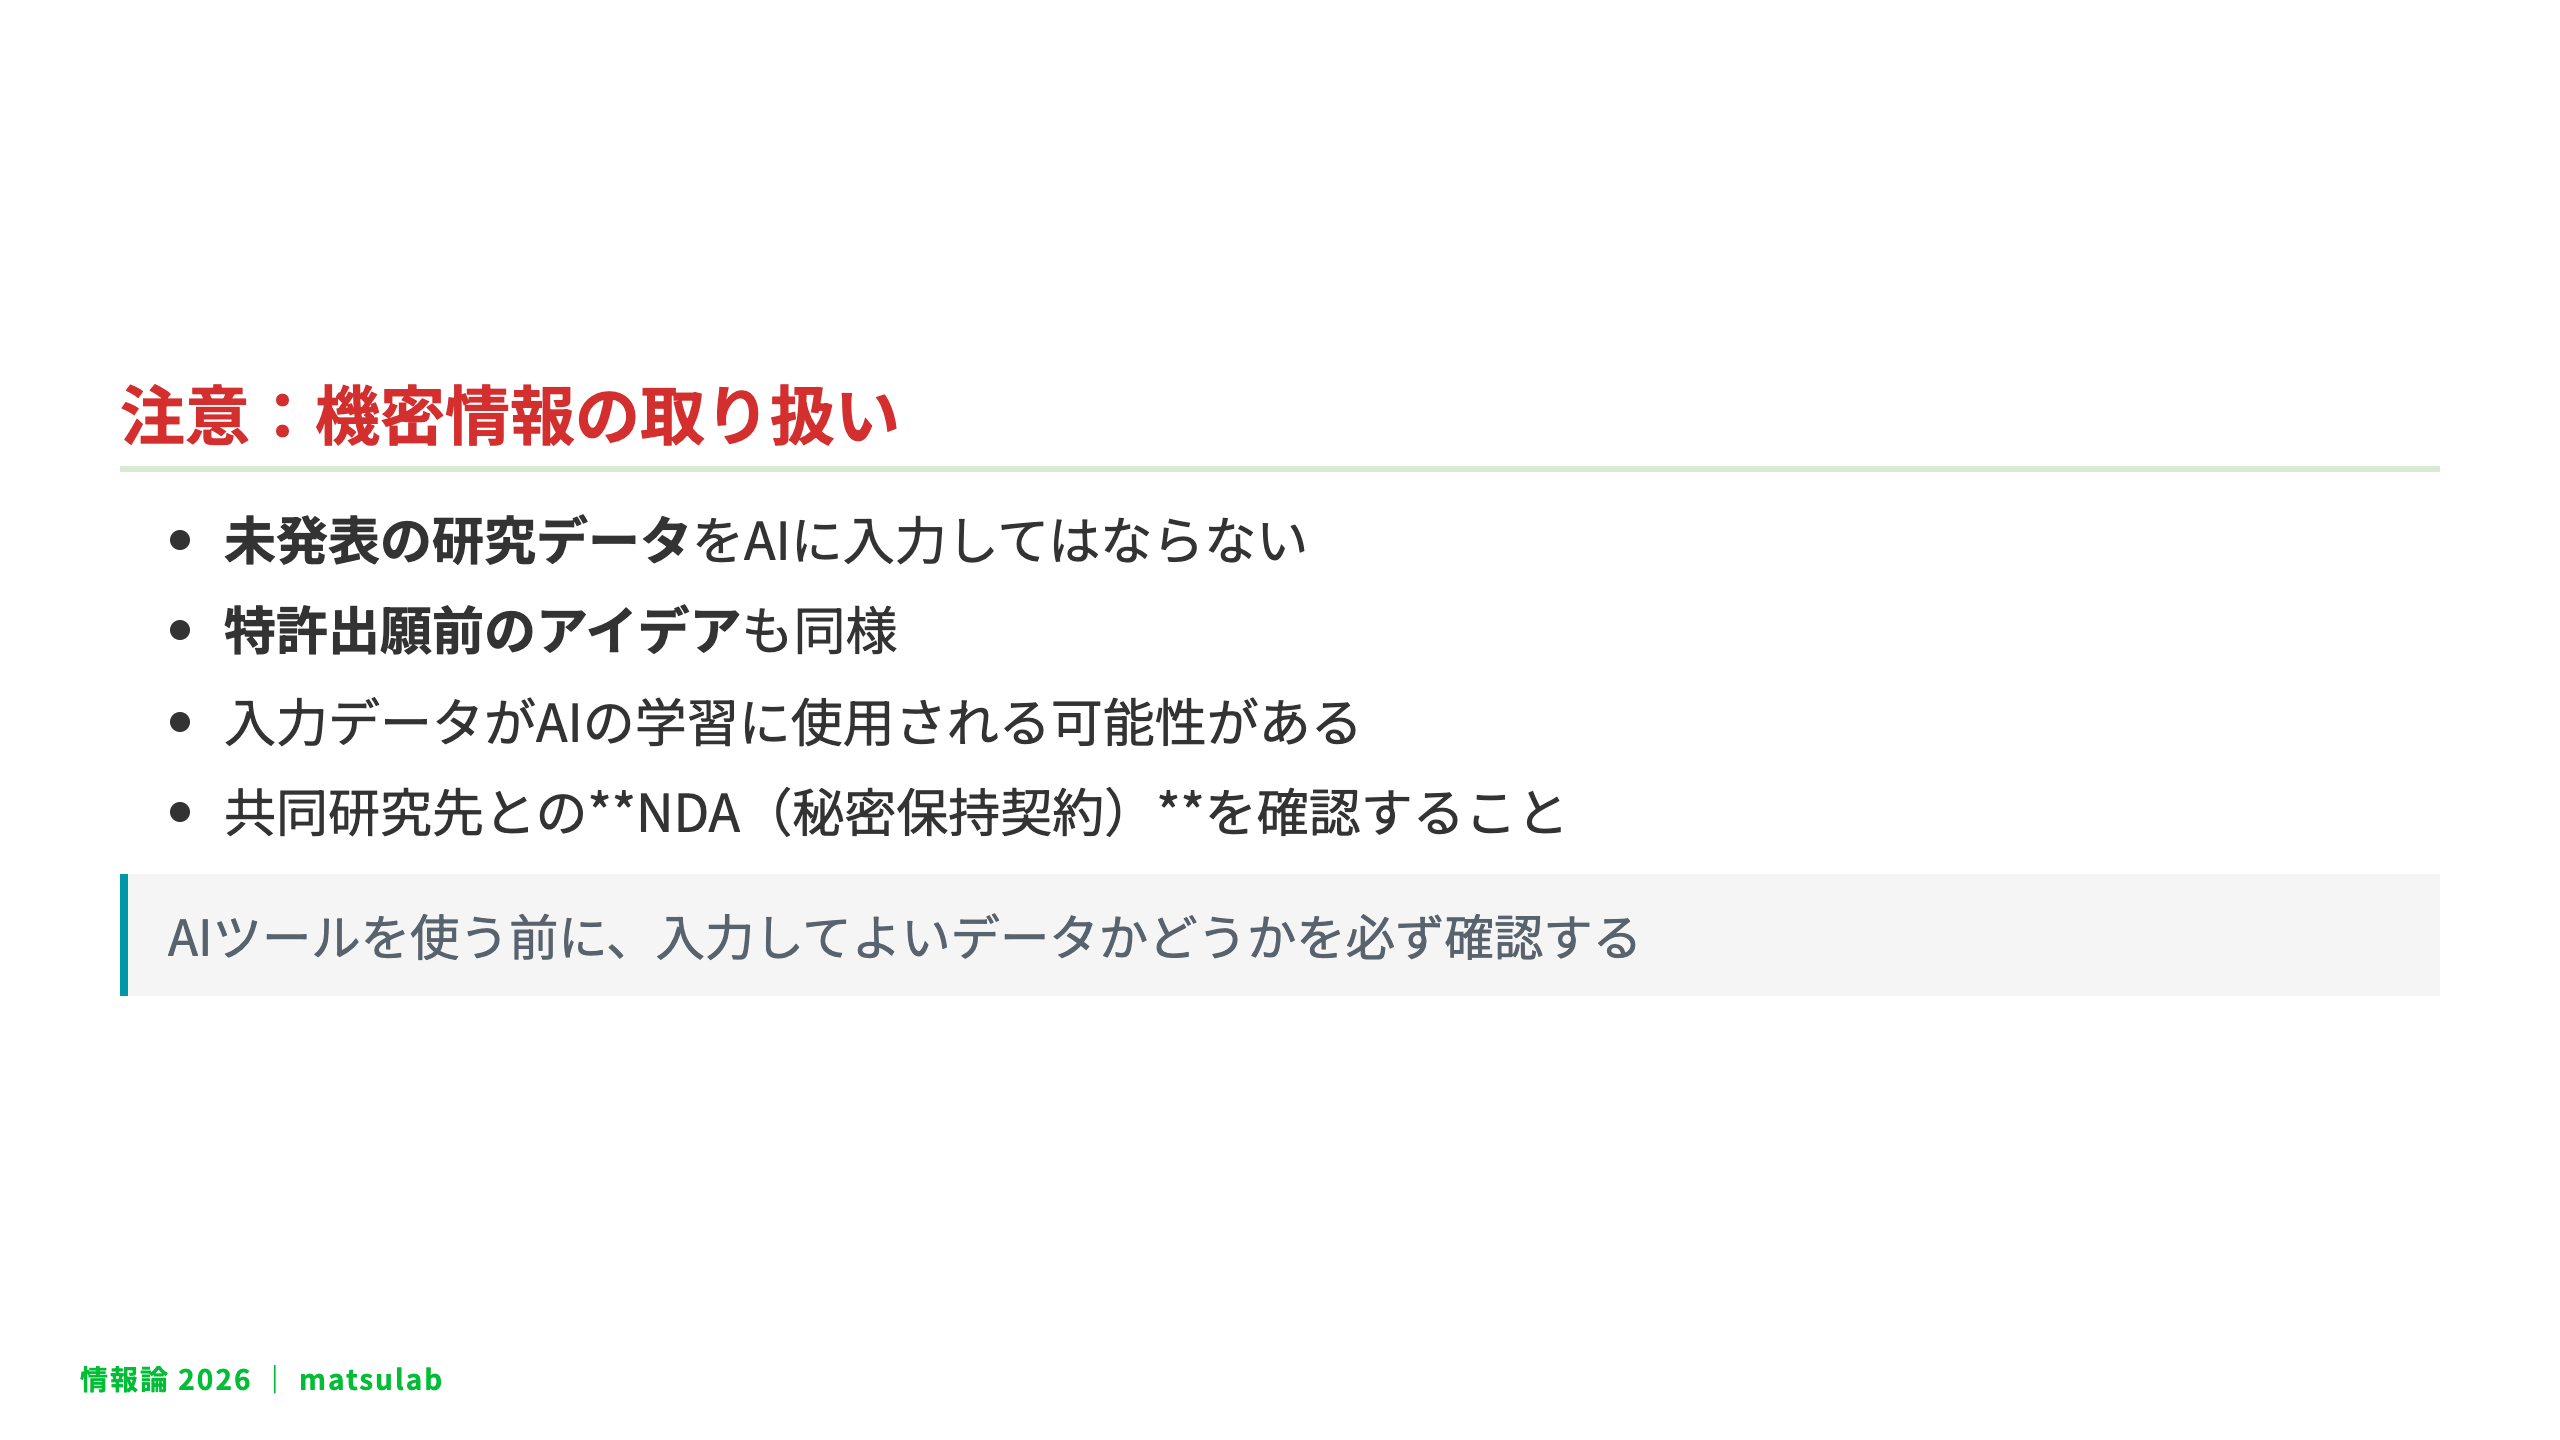 注意：機密情報の取り扱い
• 未発表の研究データをAIに入力してはならない
• 特許出願前のアイデアも同様
• 入力データがAIの学習に使用される可能性がある
• 共同研究先との**NDA（秘密保持契約）**を確認すること
AIツールを使う前に、入力してよいデータかどうかを必ず確認する
情報論 2026 ｜ matsulab